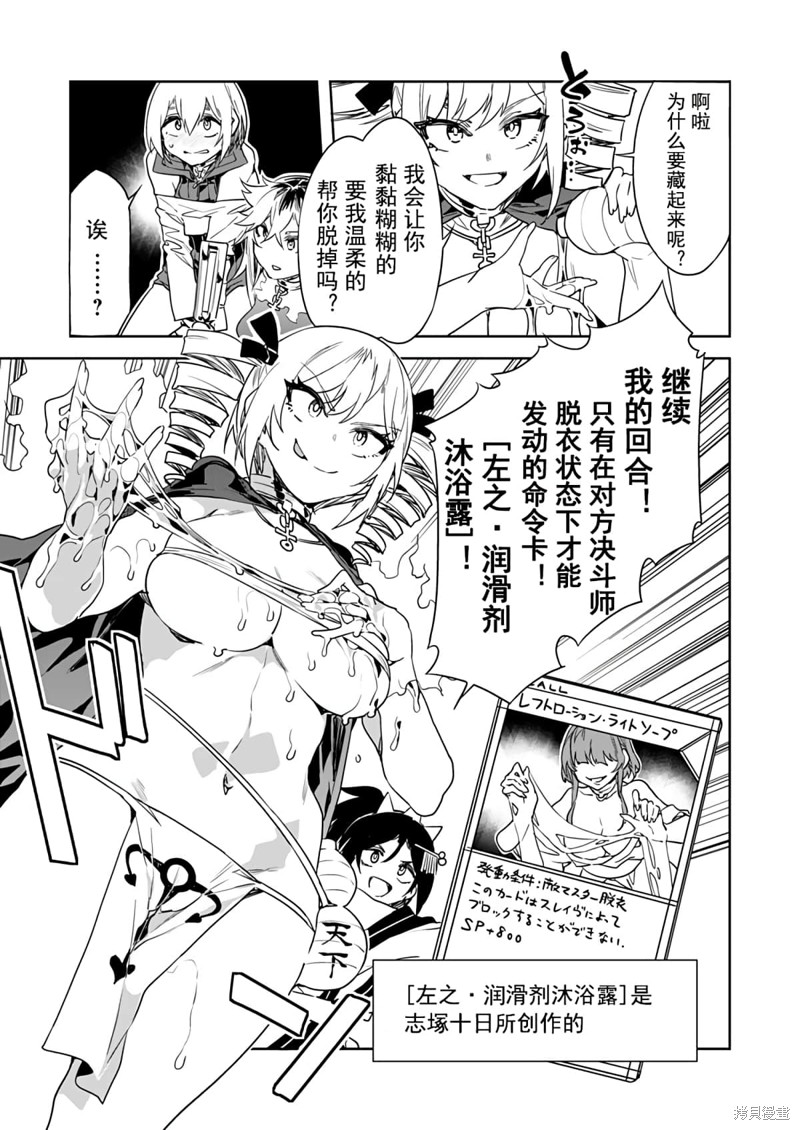 啊啦
为什么要藏起来呢？
とろぉ…
我会让你
黏黏糊糊的
要我温柔的
帮你脱掉吗？
诶
……？
继续
我的回合！
只有在对方决斗师
脱衣状态下才能
发动的命令卡！
[左之·润滑剂
沐浴露]！
ドド
CALL
レフトローション・ライトソープ
発動条件:敵マスター脱衣
このカードはスレイヴによって
ブロックすることができない.
SP+800
天下
[左之·润滑剂沐浴露]是
志塚十日所创作的
拷貝漫畫